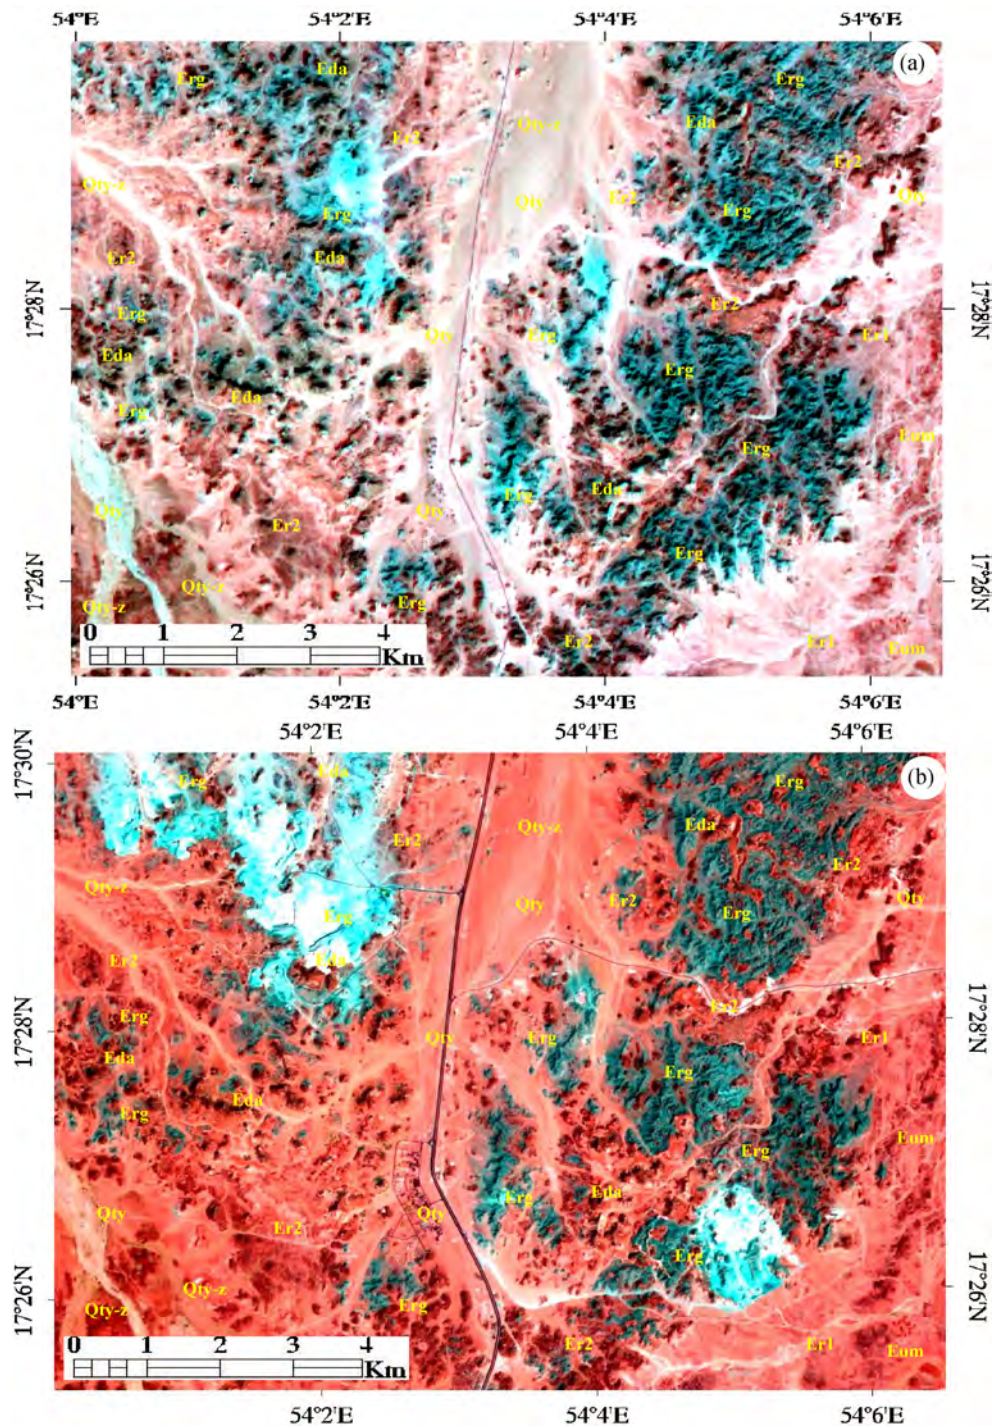 54°E 54°2'E 54°4'E 54°6'E
(a)
Erg Eda Erg
Qty-z Eda
Er2 Er2
Qty-z Erg Qty Er2 Erg Qty
Er2 Eda
17°28'N Erg Er2 17°28'N
Qty Erg Er1
Eda Erg
Erg Eda
Erg Eum
Qty Erg Eda
Er2 Qty
Erg
17°26'N Qty-z 17°26'N
Qty-z Erg
0 1 2 3 4
Km
Er2 Er1 Eum
54°E 54°2'E 54°4'E 54°6'E
54°2'E 54°4'E 54°6'E
17°30'N
(b)
Erg Eda Erg
Qty-z Eda
Er2 Er2
Qty-z Qty Er2 Qty
Erg Erg
Er2 Eda
Er2
Erg 17°28'N
17°28'N Qty Erg Er1
Eda Erg
Erg Eda
Erg Eum
Erg Eda
Qty Er2 Qty
Erg
17°26'N Qty-z 17°26'N
Qty-z Erg
Er2 Er1 Eum
0 1 2 3 4
Km
54°2'E 54°4'E 54°6'E